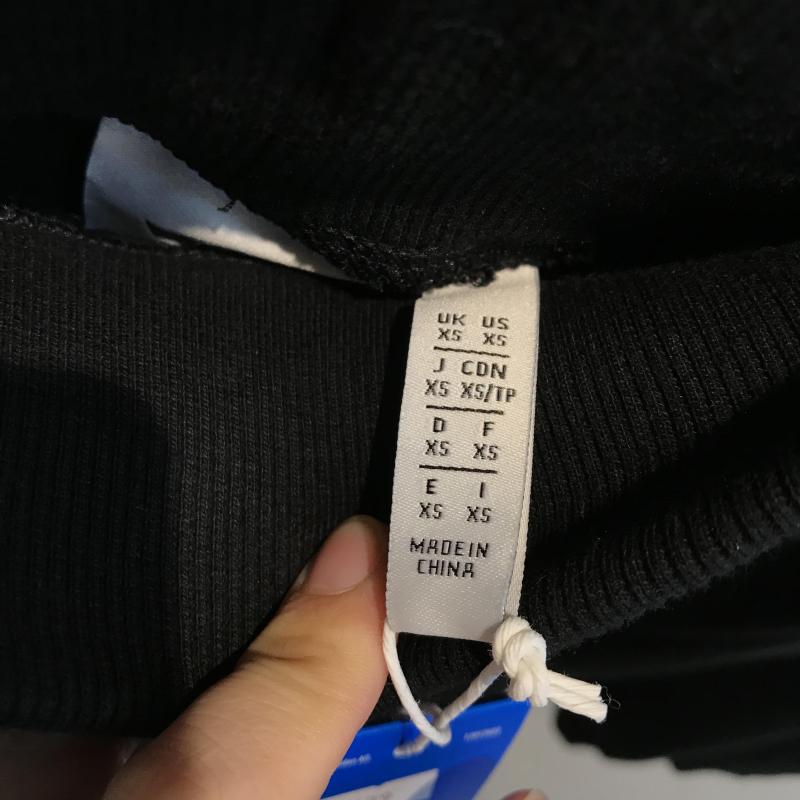 UK US
XS XS
J CDN
XS XS/TP
D F
XS XS
E I
XS XS
MADE IN
CHINA